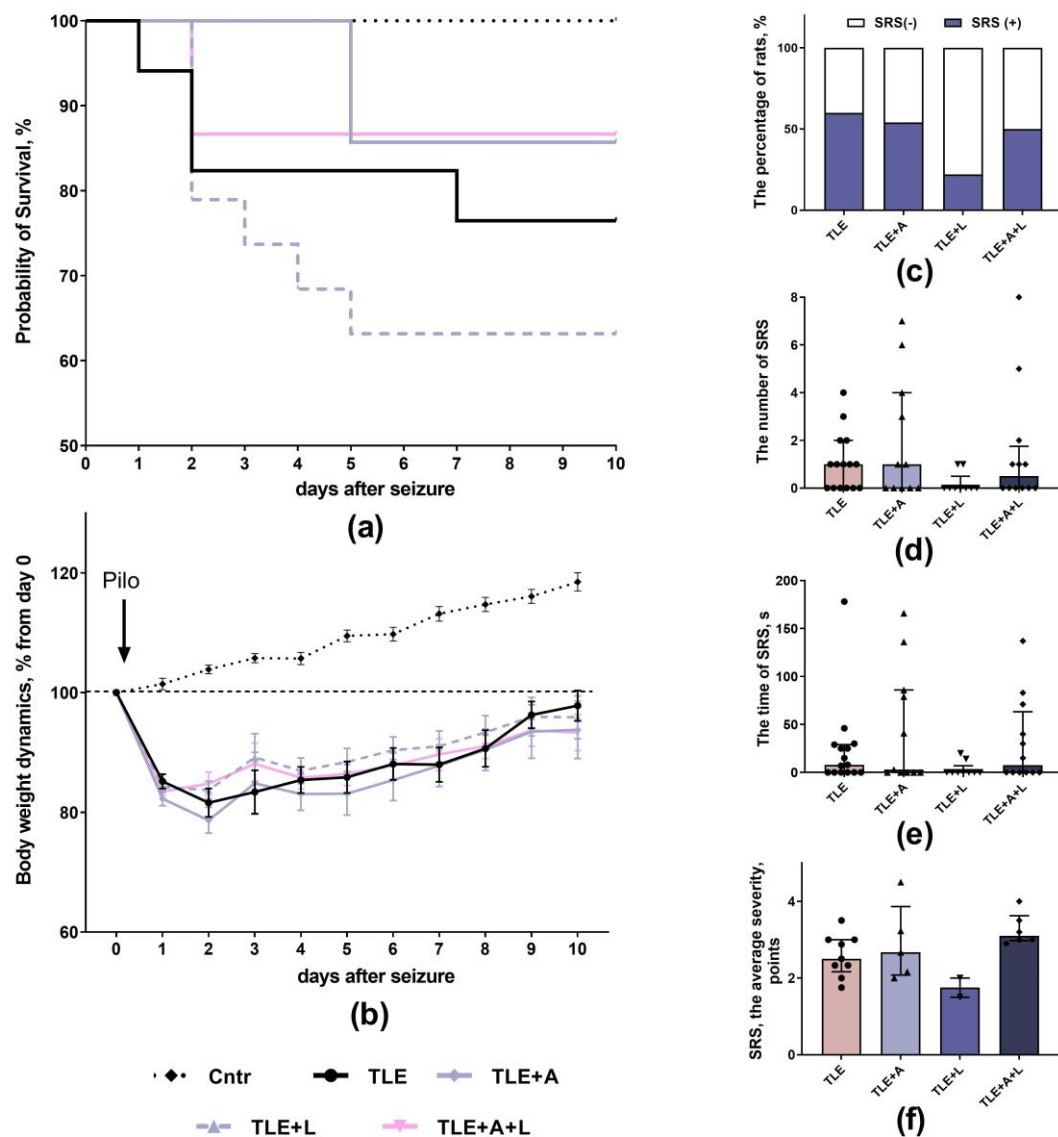 100
90
80
70
60
50
Probability of Survival, %
0 1 2 3 4 5 6 7 8 9 10
days after seizure
(a)
120
100
80
60
Body weight dynamics, % from day 0
Pilo
0 1 2 3 4 5 6 7 8 9 10
days after seizure
(b)
Cntr TLE TLE+A
TLE+L TLE+A+L
SRS(-) SRS (+)
100
50
0
The percentage of rats, %
TLE TLE+A TLE+L TLE+A+L
(c)
8
6
4
2
0
The number of SRS
TLE TLE+A TLE+L TLE+A+L
(d)
200
150
100
50
0
The time of SRS, s
TLE TLE+A TLE+L TLE+A+L
(e)
4
2
0
SRS, the average severity,
points
TLE TLE+A TLE+L TLE+A+L
(f)